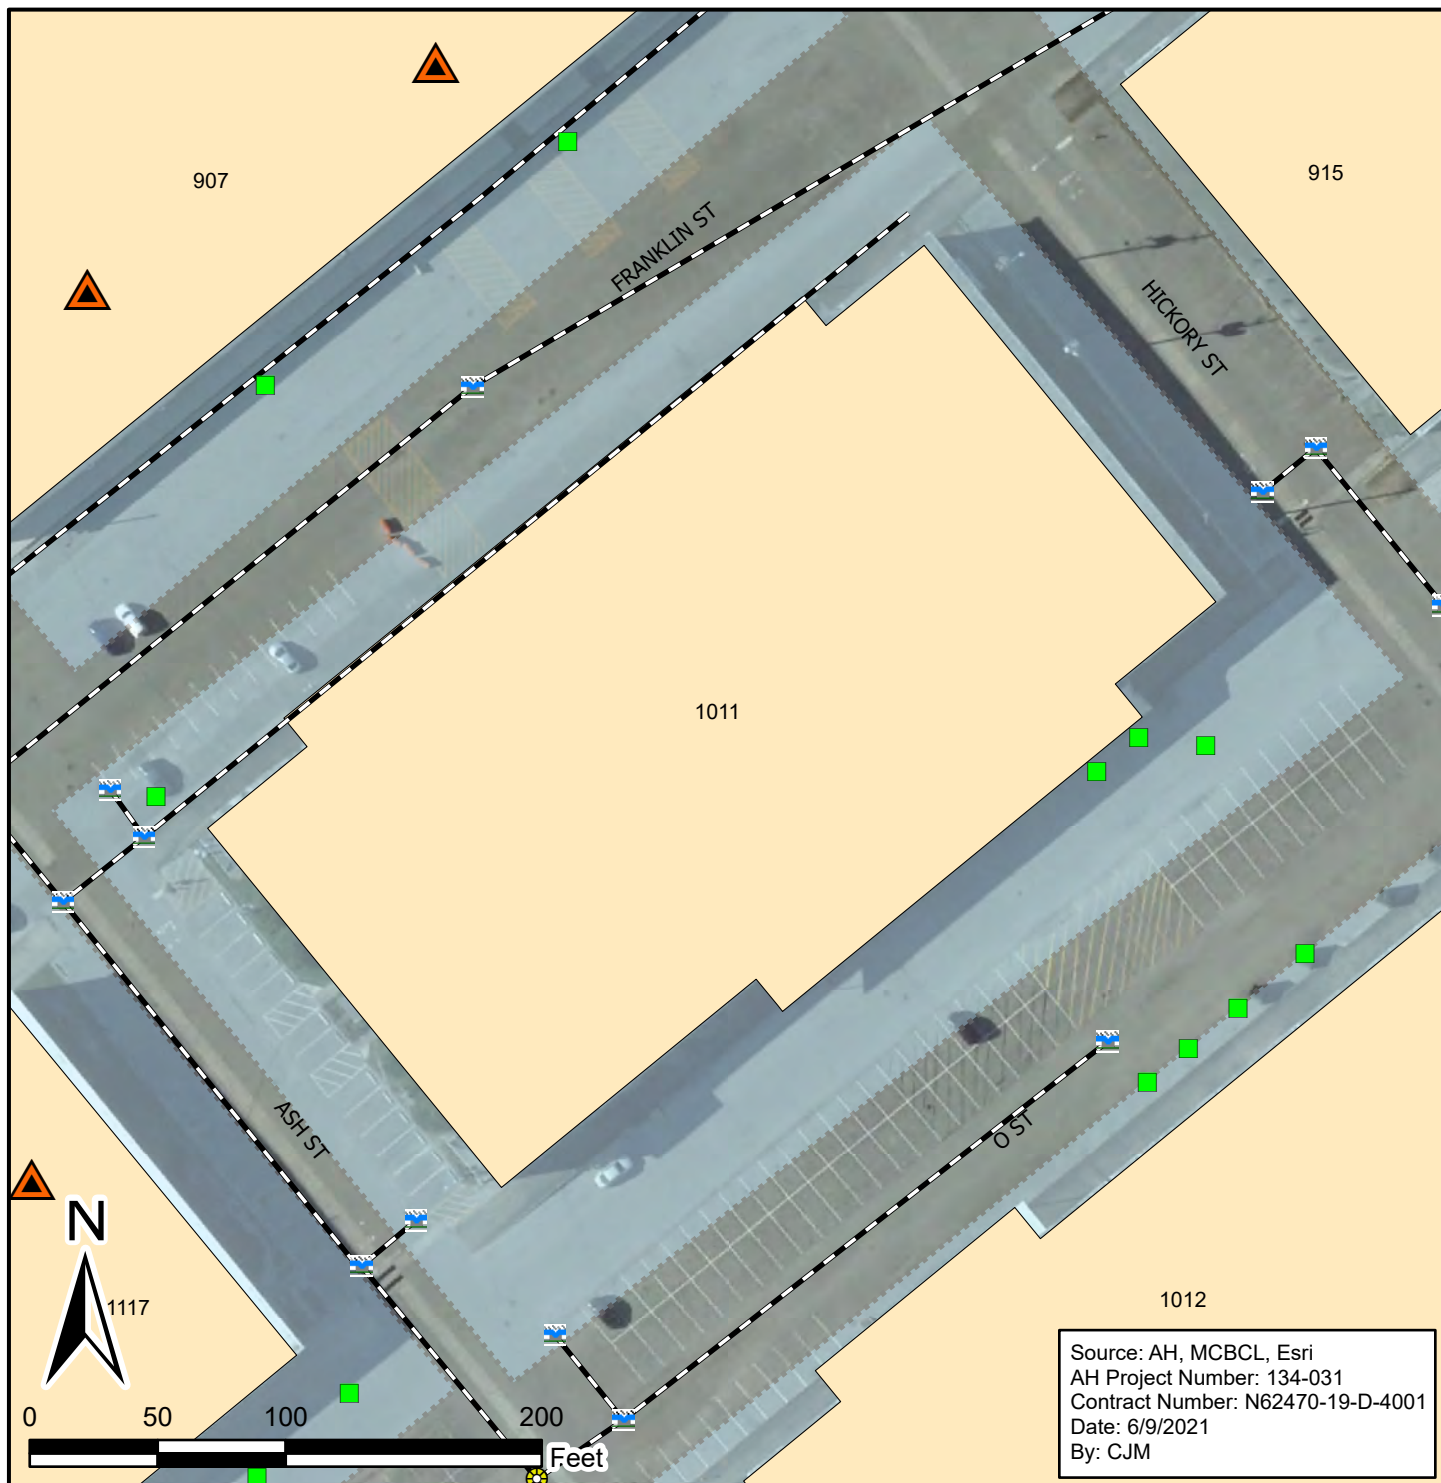 907
915
FRANKLIN ST
HICKORY ST
1011
ASH ST
O ST
N
1117
1012
0 50 100 200
Feet
Source: AH, MCBCL, Esri
AH Project Number: 134-031
Contract Number: N62470-19-D-4001
Date: 6/9/2021
By: CJM